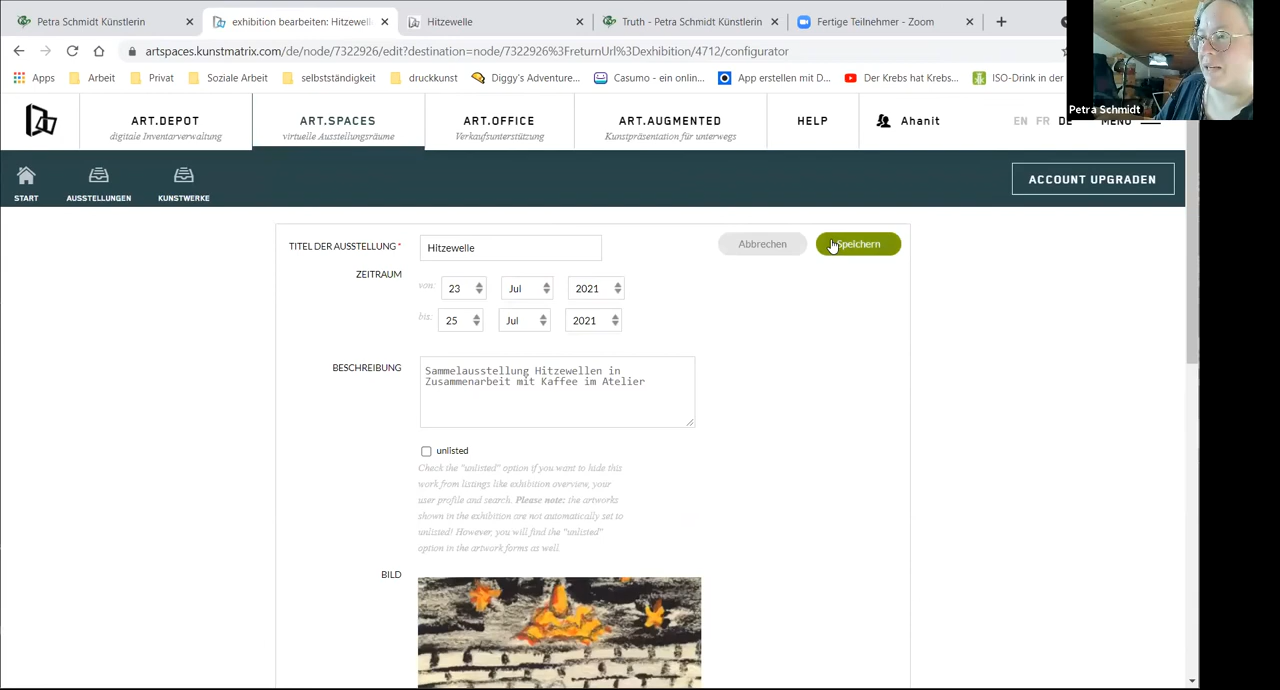 Petra Schmidt Künstlerin
exhibition bearbeiten: Hitzewell
Hitzewelle
Truth - Petra Schmidt Künstlerin
Fertige Teilnehmer - Zoom
artspaces.kunstmatrix.com/de/node/7322926/edit?destination=node/7322926%3FreturnUrl%3Dexhibition/4712/configurator
Apps
Arbeit
Privat
Soziale Arbeit
selbstständigkeit
druckkunst
Diggy's Adventure...
Casumo - ein onlin...
App erstellen mit D...
Der Krebs hat Krebs...
ISO-Drink in der
Petra Schmidt
ART.DEPOT
digitale Inventarverwaltung
ART.SPACES
virtuelle Ausstellungsräume
ART.OFFICE
Verkaufsunterstützung
ART.AUGMENTED
Kunstpräsentation für unterwegs
HELP
Ahanit
EN FR DE
MENU
START
AUSSTELLUNGEN
KUNSTWERKE
ACCOUNT UPGRADEN
TITEL DER AUSSTELLUNG *
Hitzewelle
Abbrechen
Speichern
ZEITRAUM
von: 23 Jul 2021
bis: 25 Jul 2021
BESCHREIBUNG
Sammelausstellung Hitzewellen in
Zusammenarbeit mit Kaffee im Atelier
unlisted
Check the "unlisted" option if you want to hide this
work from listings like exhibition overview, your
user profile and search. Please note: the artworks
shown in the exhibition are not automatically set to
unlisted! However, you will find the "unlisted"
option in the artwork forms as well.
BILD